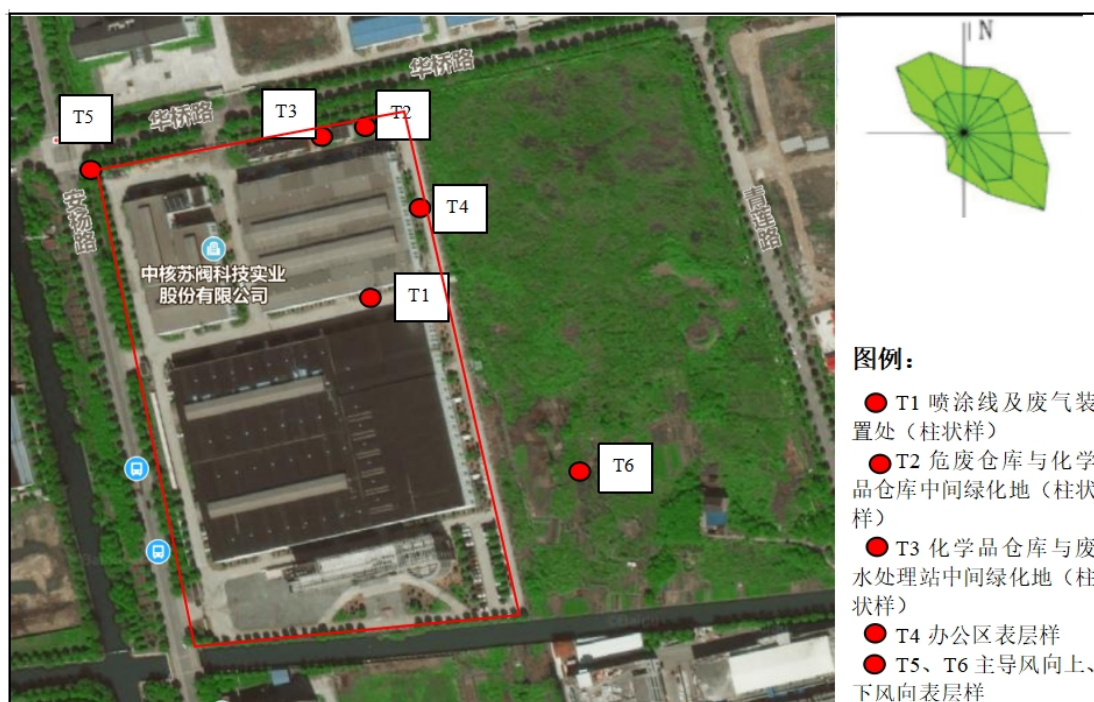 华桥路
华桥路
T5
T3
T2
安杨路
T4
青莲路
中核苏阀科技实业
股份有限公司
T1
T6
N
图例：
T1 喷涂线及废气装
置处（柱状样）
T2 危废仓库与化学
品仓库中间绿化地（柱状
样）
T3 化学品仓库与废
水处理站中间绿化地（柱
状样）
T4 办公区表层样
T5、T6 主导风向上、
下风向表层样